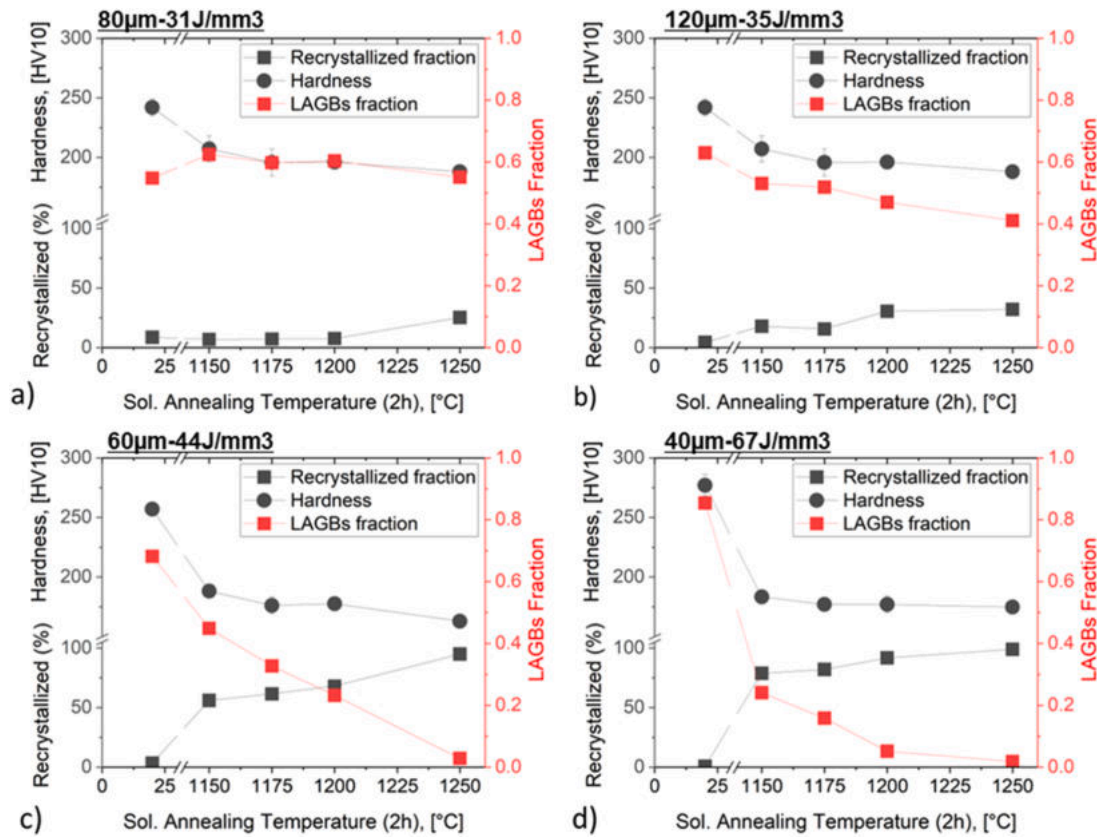 80µm-31J/mm3
300
250
200
150
100
50
0
Hardness, [HV10]
Recrystallized (%)
Recrystallized fraction
Hardness
LAGBs fraction
1.0
0.8
0.6
0.4
0.2
0.0
LAGBs Fraction
0 25 1150 1175 1200 1225 1250
a)
Sol. Annealing Temperature (2h), [°C]
120µm-35J/mm3
300
250
200
150
100
50
0
Hardness, [HV10]
Recrystallized (%)
Recrystallized fraction
Hardness
LAGBs fraction
1.0
0.8
0.6
0.4
0.2
0.0
LAGBs Fraction
0 25 1150 1175 1200 1225 1250
b)
Sol. Annealing Temperature (2h), [°C]
60µm-44J/mm3
300
250
200
150
100
50
0
Hardness, [HV10]
Recrystallized (%)
Recrystallized fraction
Hardness
LAGBs fraction
1.0
0.8
0.6
0.4
0.2
0.0
LAGBs Fraction
0 25 1150 1175 1200 1225 1250
c)
Sol. Annealing Temperature (2h), [°C]
40µm-67J/mm3
300
250
200
150
100
50
0
Hardness, [HV10]
Recrystallized (%)
Recrystallized fraction
Hardness
LAGBs fraction
1.0
0.8
0.6
0.4
0.2
0.0
LAGBs Fraction
0 25 1150 1175 1200 1225 1250
d)
Sol. Annealing Temperature (2h), [°C]